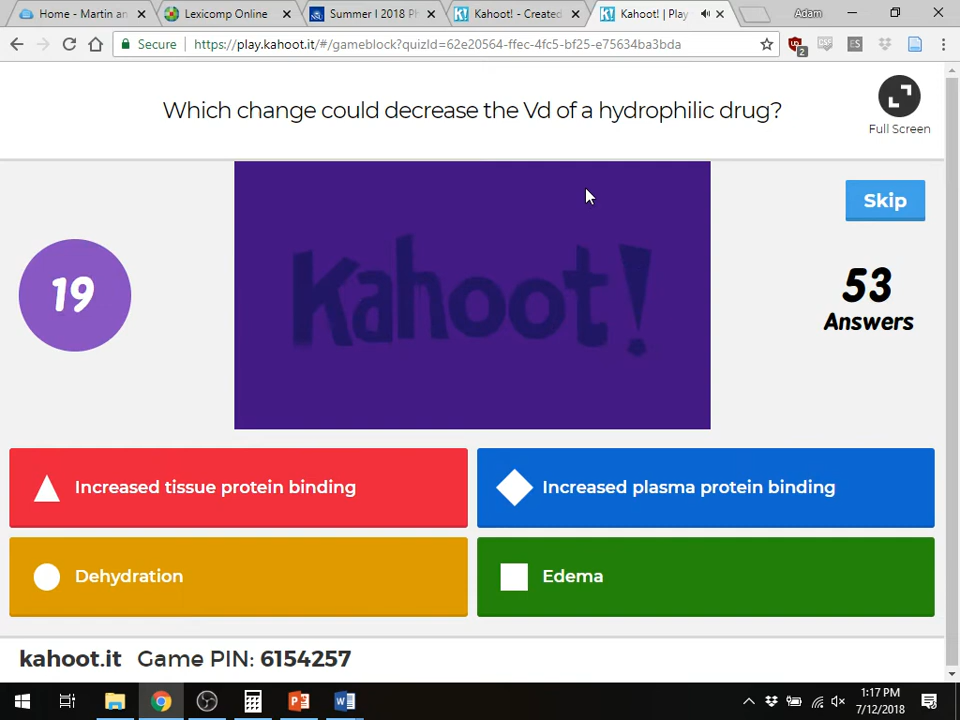 Home - Martin an
Lexicomp Online
Summer I 2018 Ph
Kahoot! - Created
Kahoot! | Play
Adam
Secure
https://play.kahoot.it/#/gameblock?quizId=62e20564-ffec-4fc5-bf25-e75634ba3bda
2
ES
Which change could decrease the Vd of a hydrophilic drug?
Full Screen
Skip
19
Kahoot!
53
Answers
Increased tissue protein binding
Increased plasma protein binding
Dehydration
Edema
kahoot.it Game PIN: 6154257
1:17 PM
7/12/2018